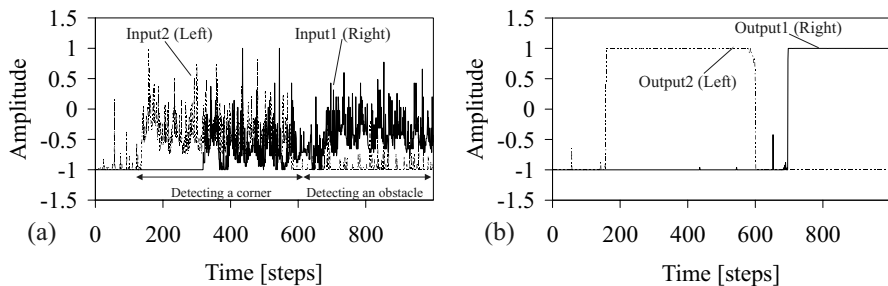 1.5
1
0.5
0
-0.5
-1
-1.5
Amplitude
Input2 (Left)
Input1 (Right)
Detecting a corner
Detecting an obstacle
(a)
0 200 400 600 800
Time [steps]
1.5
1
0.5
0
-0.5
-1
-1.5
Amplitude
Output1 (Right)
Output2 (Left)
(b)
0 200 400 600 800
Time [steps]